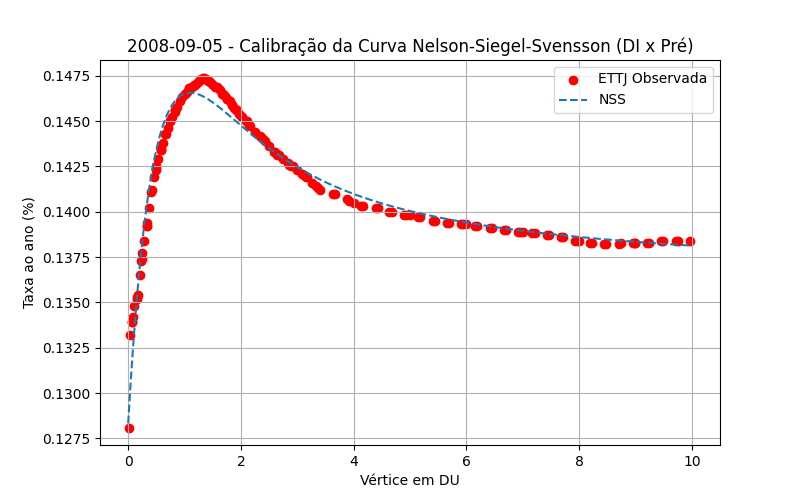 2008-09-05 - Calibração da Curva Nelson-Siegel-Svensson (DI x Pré)
ETTJ Observada
NSS
Taxa ao ano (%)
0.1475
0.1450
0.1425
0.1400
0.1375
0.1350
0.1325
0.1300
0.1275
0 2 4 6 8 10
Vértice em DU